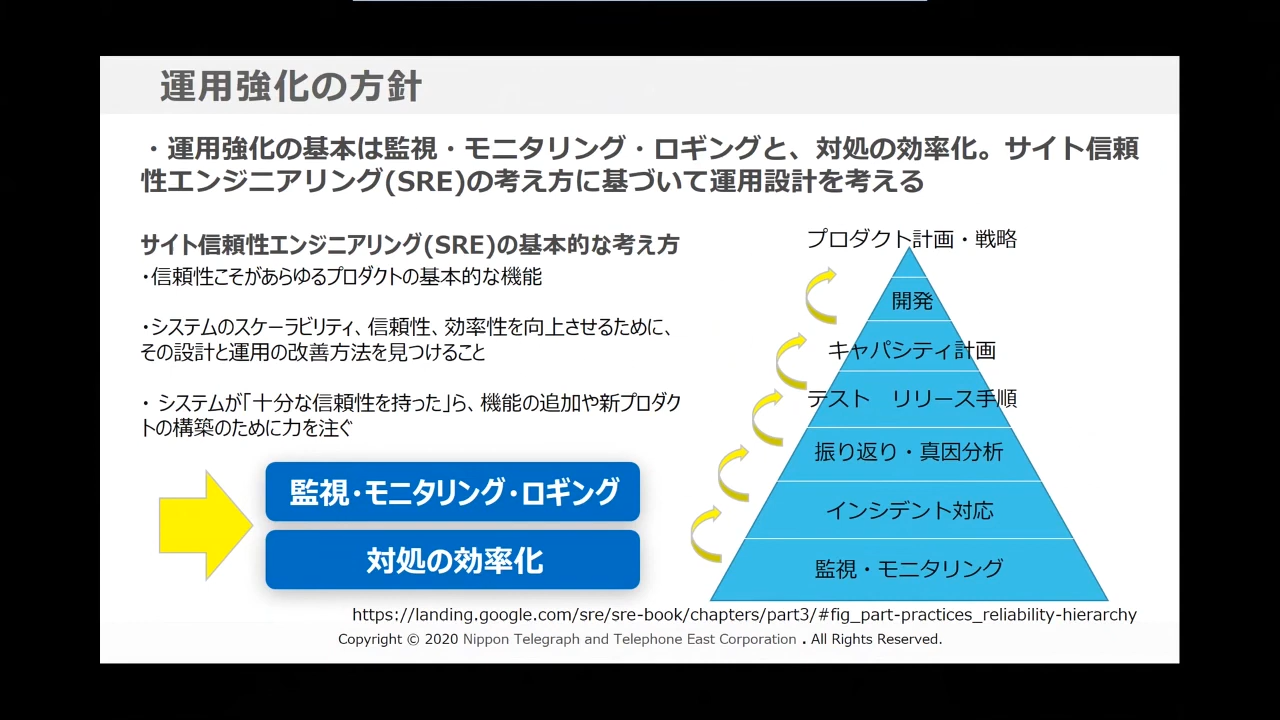 運用強化の方針
・運用強化の基本は監視・モニタリング・ロギングと、対処の効率化。サイト信頼
性エンジニアリング(SRE)の考え方に基づいて運用設計を考える
サイト信頼性エンジニアリング(SRE)の基本的な考え方
・信頼性こそがあらゆるプロダクトの基本的な機能
・システムのスケーラビリティ、信頼性、効率性を向上させるために、
その設計と運用の改善方法を見つけること
・ システムが「十分な信頼性を持った」ら、機能の追加や新プロダク
トの構築のために力を注ぐ
監視・モニタリング・ロギング
対処の効率化
プロダクト計画・戦略
開発
キャパシティ計画
テスト　リリース手順
振り返り・真因分析
インシデント対応
監視・モニタリング
https://landing.google.com/sre/sre-book/chapters/part3/#fig_part-practices_reliability-hierarchy
Copyright © 2020 Nippon Telegraph and Telephone East Corporation . All Rights Reserved.